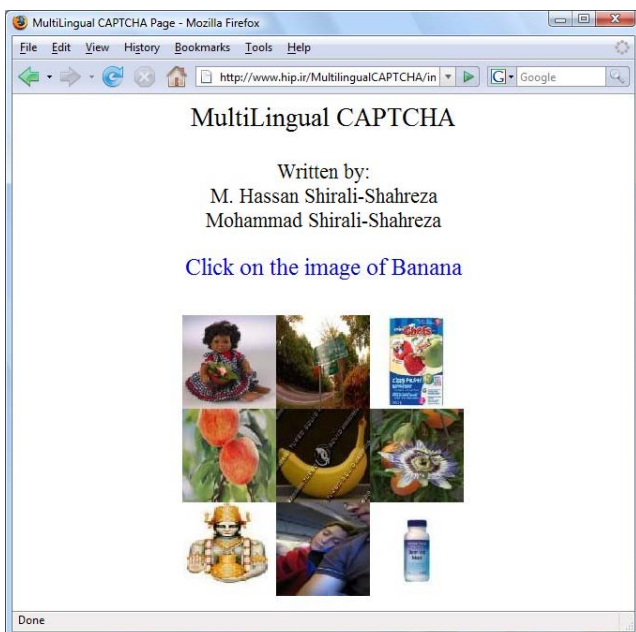 MultiLingual CAPTCHA Page - Mozilla Firefox
File Edit View History Bookmarks Tools Help
http://www.hip.ir/MultilingualCAPTCHA/in
G Google
MultiLingual CAPTCHA
Written by:
M. Hassan Shirali-Shahreza
Mohammad Shirali-Shahreza
Click on the image of Banana
Done